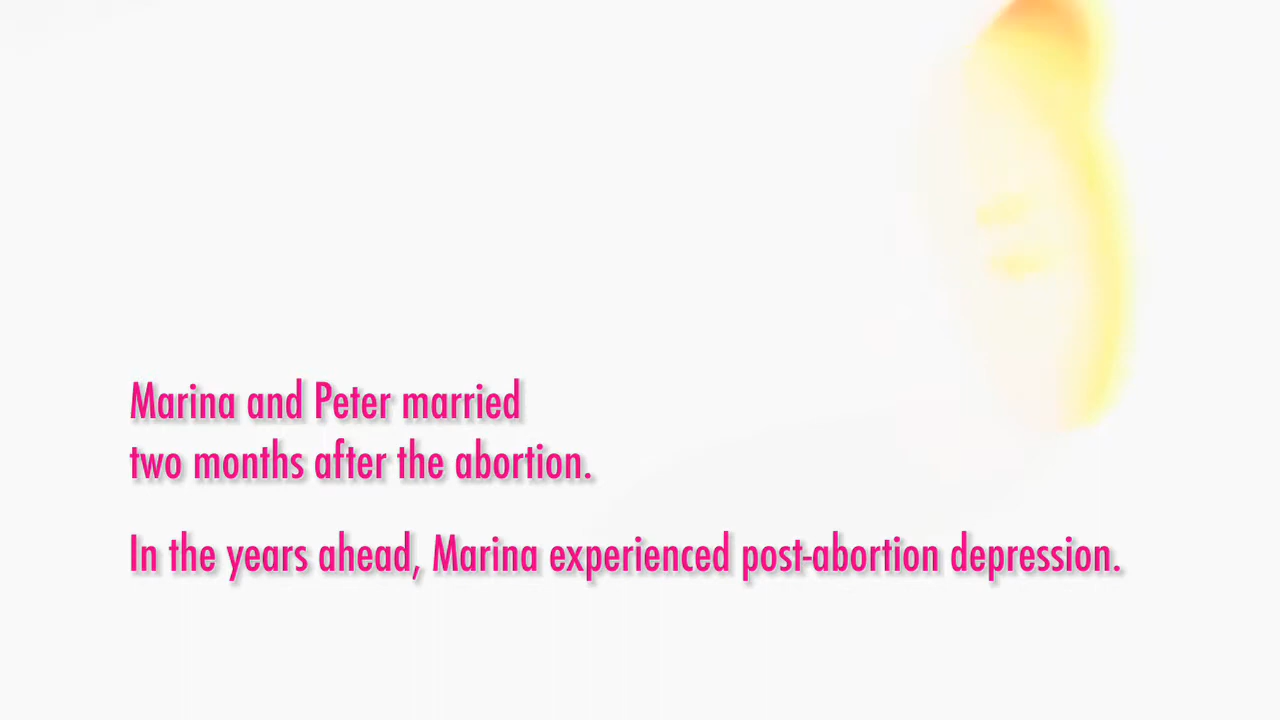 Marina and Peter married
two months after the abortion.
In the years ahead, Marina experienced post-abortion depression.